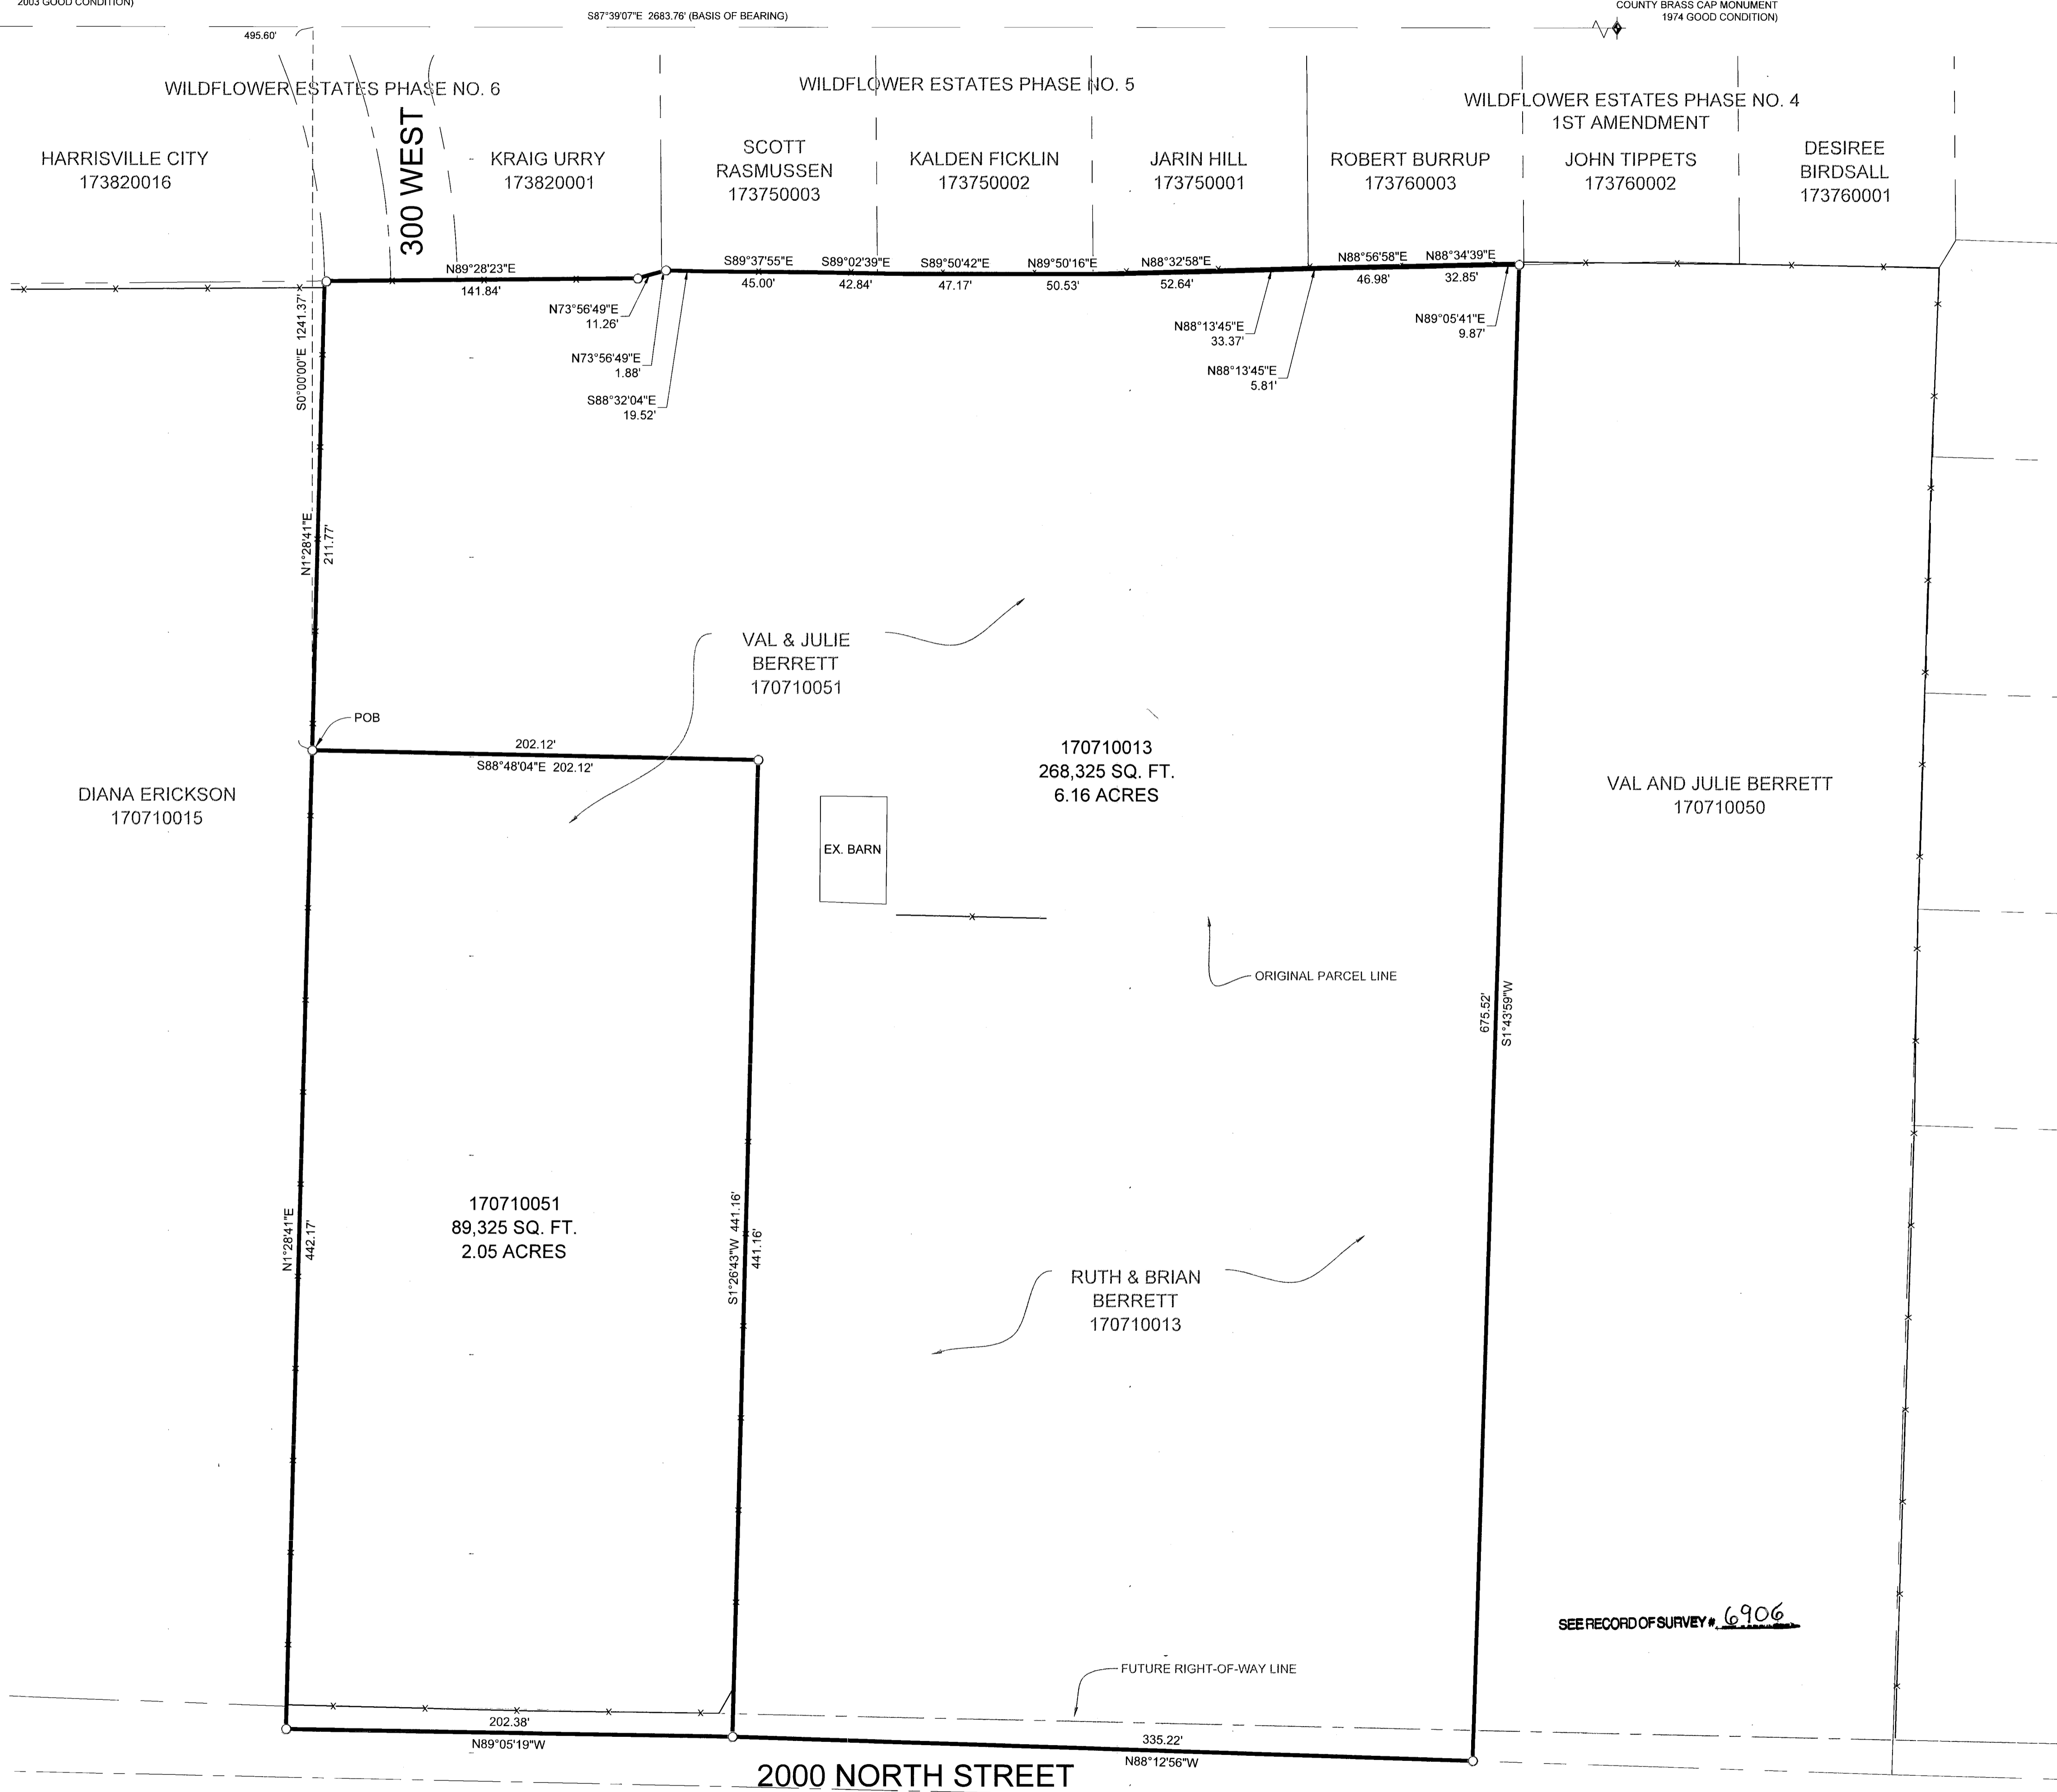 2003 GOOD CONDITION)
S87°39'07"E 2683.76' (BASIS OF BEARING)
COUNTY BRASS CAP MONUMENT
1974 GOOD CONDITION)
495.60'
WILDFLOWER ESTATES PHASE NO. 6
WILDFLOWER ESTATES PHASE NO. 5
WILDFLOWER ESTATES PHASE NO. 4
1ST AMENDMENT
HARRISVILLE CITY
173820016
300 WEST
KRAIG URRY
173820001
SCOTT
RASMUSSEN
173750003
KALDEN FICKLIN
173750002
JARIN HILL
173750001
ROBERT BURRUP
173760003
JOHN TIPPETS
173760002
DESIREE
BIRDSALL
173760001
N89°28'23"E
141.84'
S89°37'55"E
45.00'
S89°02'39"E
42.84'
S89°50'42"E
47.17'
N89°50'16"E
50.53'
N88°32'58"E
52.64'
N88°56'58"E
46.98'
N88°34'39"E
32.85'
N73°56'49"E
11.26'
N73°56'49"E
1.88'
S88°32'04"E
19.52'
N88°13'45"E
33.37'
N88°13'45"E
5.81'
N89°05'41"E
9.87'
S0°00'00"E 1241.37'
N1°28'41"E
211.77'
VAL & JULIE
BERRETT
170710051
POB
202.12'
S88°48'04"E 202.12'
170710013
268,325 SQ. FT.
6.16 ACRES
DIANA ERICKSON
170710015
VAL AND JULIE BERRETT
170710050
EX. BARN
ORIGINAL PARCEL LINE
675.52'
S1°43'59"W
170710051
89,325 SQ. FT.
2.05 ACRES
N1°28'41"E
442.17'
S1°26'43"W 441.16'
441.16'
RUTH & BRIAN
BERRETT
170710013
SEE RECORD OF SURVEY # 6906
FUTURE RIGHT-OF-WAY LINE
202.38'
N89°05'19"W
335.22'
N88°12'56"W
2000 NORTH STREET